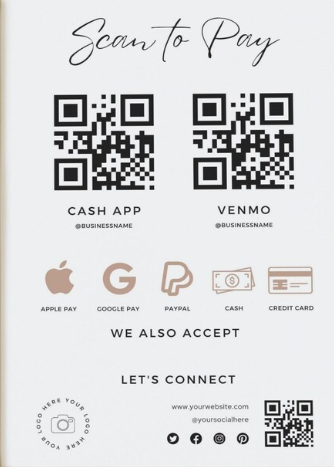 Scan to Pay
CASH APP
@BUSINESSNAME
VENMO
@BUSINESSNAME
APPLE PAY
GOOGLE PAY
PAYPAL
CASH
CREDIT CARD
WE ALSO ACCEPT
LET'S CONNECT
YOUR LOGO HERE YOUR LOGO HERE
www.yourwebsite.com
@yoursocialhere